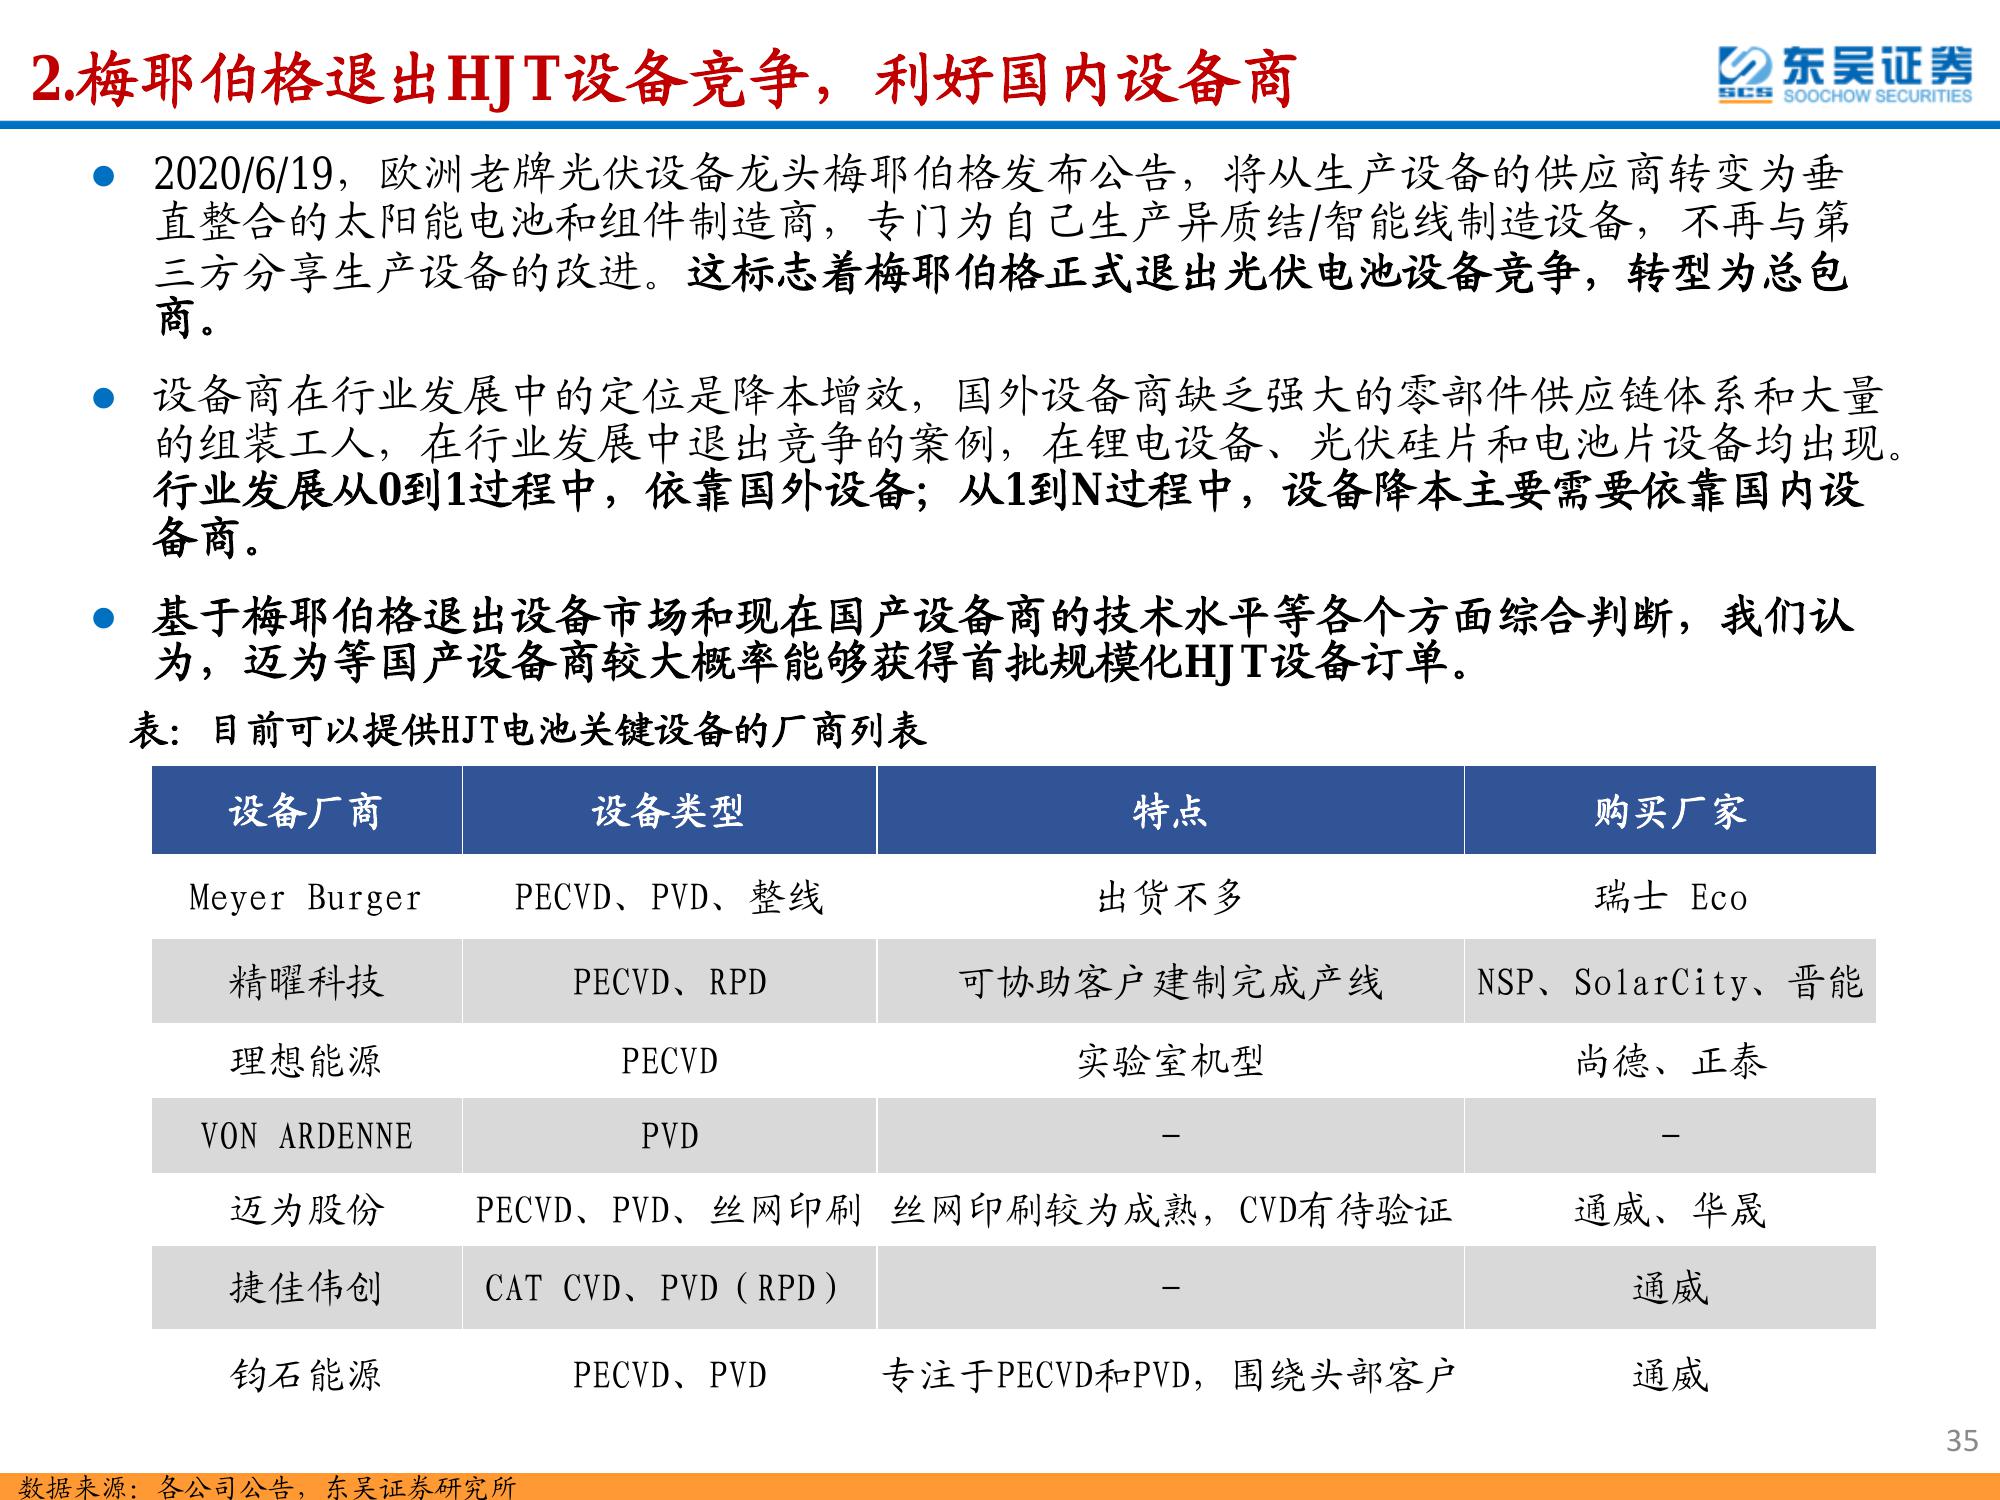 2.梅耶伯格退出HJT设备竞争，利好国内设备商
东吴证券
SCS SOOCHOW SECURITIES
2020/6/19，欧洲老牌光伏设备龙头梅耶伯格发布公告，将从生产设备的供应商转变为垂
直整合的太阳能电池和组件制造商，专门为自己生产异质结/智能线制造设备，不再与第
三方分享生产设备的改进。这标志着梅耶伯格正式退出光伏电池设备竞争，转型为总包
商。
设备商在行业发展中的定位是降本增效，国外设备商缺乏强大的零部件供应链体系和大量
的组装工人，在行业发展中退出竞争的案例，在锂电设备、光伏硅片和电池片设备均出现。
行业发展从0到1过程中，依靠国外设备；从1到N过程中，设备降本主要需要依靠国内设
备商。
基于梅耶伯格退出设备市场和现在国产设备商的技术水平等各个方面综合判断，我们认
为，迈为等国产设备商较大概率能够获得首批规模化HJT设备订单。
表：目前可以提供HJT电池关键设备的厂商列表
设备厂商 设备类型 特点 购买厂家
Meyer Burger PECVD、PVD、整线 出货不多 瑞士 Eco
精曜科技 PECVD、RPD 可协助客户建制完成产线 NSP、SolarCity、晋能
理想能源 PECVD 实验室机型 尚德、正泰
VON ARDENNE PVD – –
迈为股份 PECVD、PVD、丝网印刷 丝网印刷较为成熟，CVD有待验证 通威、华晟
捷佳伟创 CAT CVD、PVD（RPD） – 通威
钧石能源 PECVD、PVD 专注于PECVD和PVD，围绕头部客户 通威
35
数据来源：各公司公告，东吴证券研究所